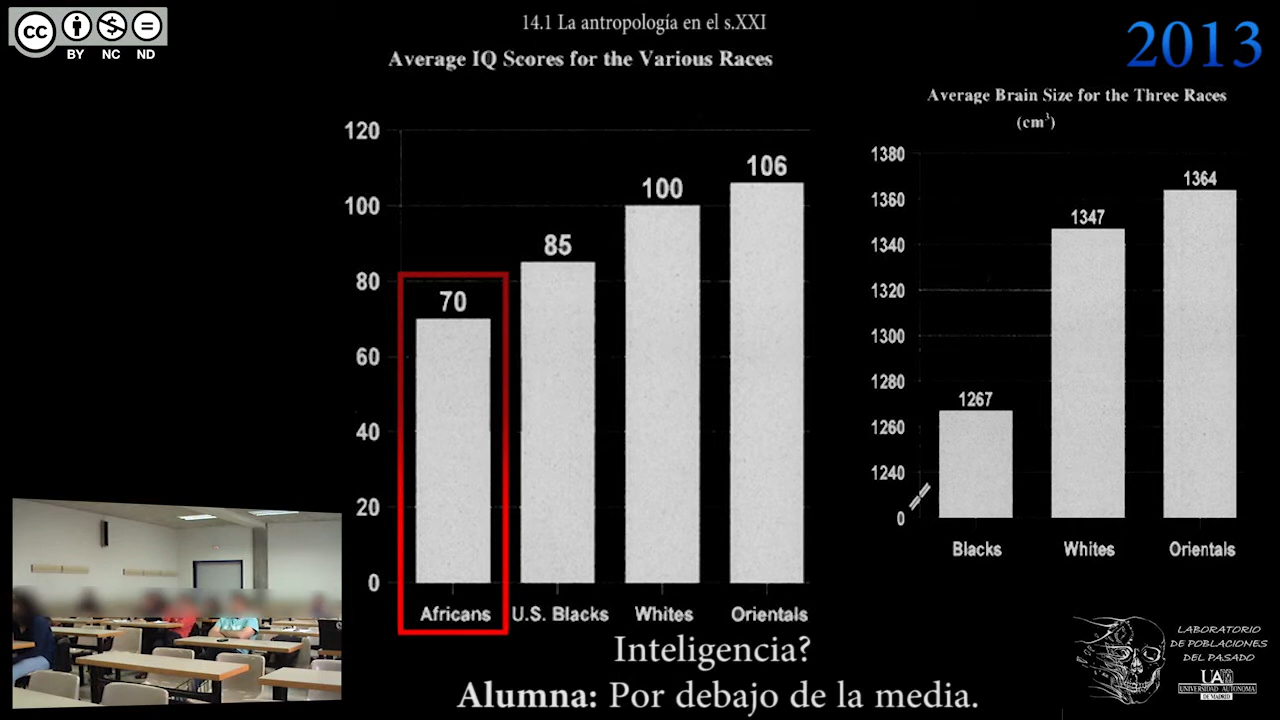 CC
BY NC ND
14.1 La antropología en el s.XXI
2013
Average IQ Scores for the Various Races
120
100
80
60
40
20
0
70
85
100
106
Africans U.S. Blacks Whites Orientals
Average Brain Size for the Three Races
(cm³)
1380
1360
1340
1320
1300
1280
1260
1240
0
1267
1347
1364
Blacks Whites Orientals
Inteligencia?
Alumna: Por debajo de la media.
LABORATORIO
DE POBLACIONES
DEL PASADO
UAM
UNIVERSIDAD AUTONOMA
DE MADRID